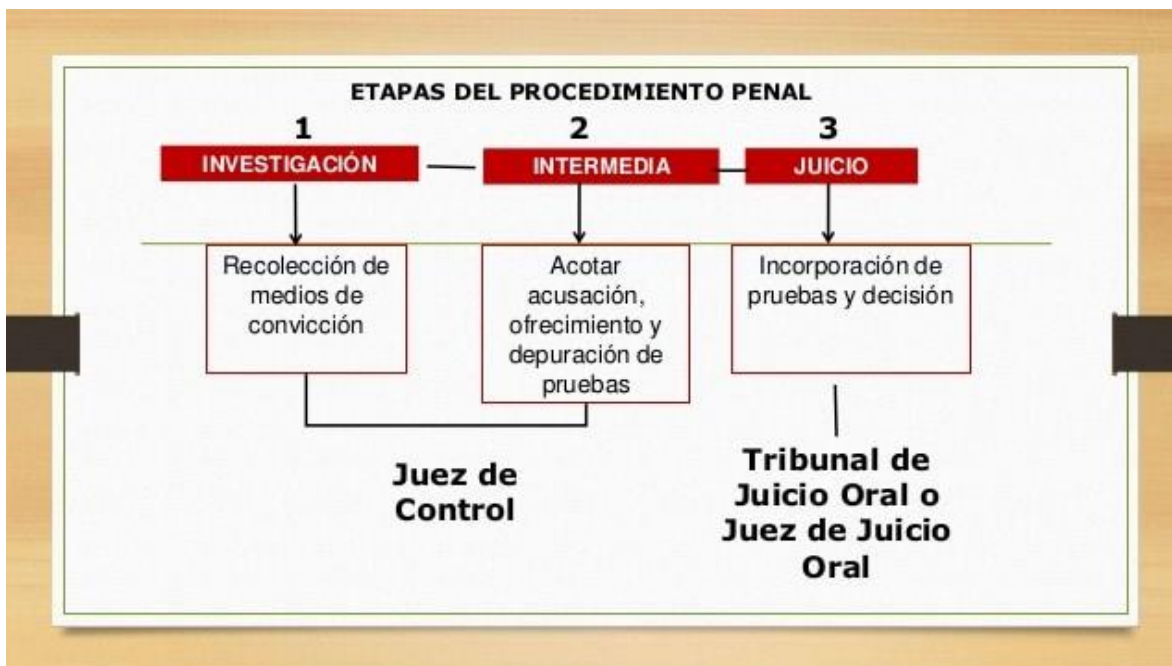 ETAPAS DEL PROCEDIMIENTO PENAL
1
INVESTIGACIÓN
2
INTERMEDIA
3
JUICIO
Recolección de
medios de
convicción
Acotar
acusación,
ofrecimiento y
depuración de
pruebas
Incorporación de
pruebas y decisión
Juez de
Control
Tribunal de
Juicio Oral o
Juez de Juicio
Oral